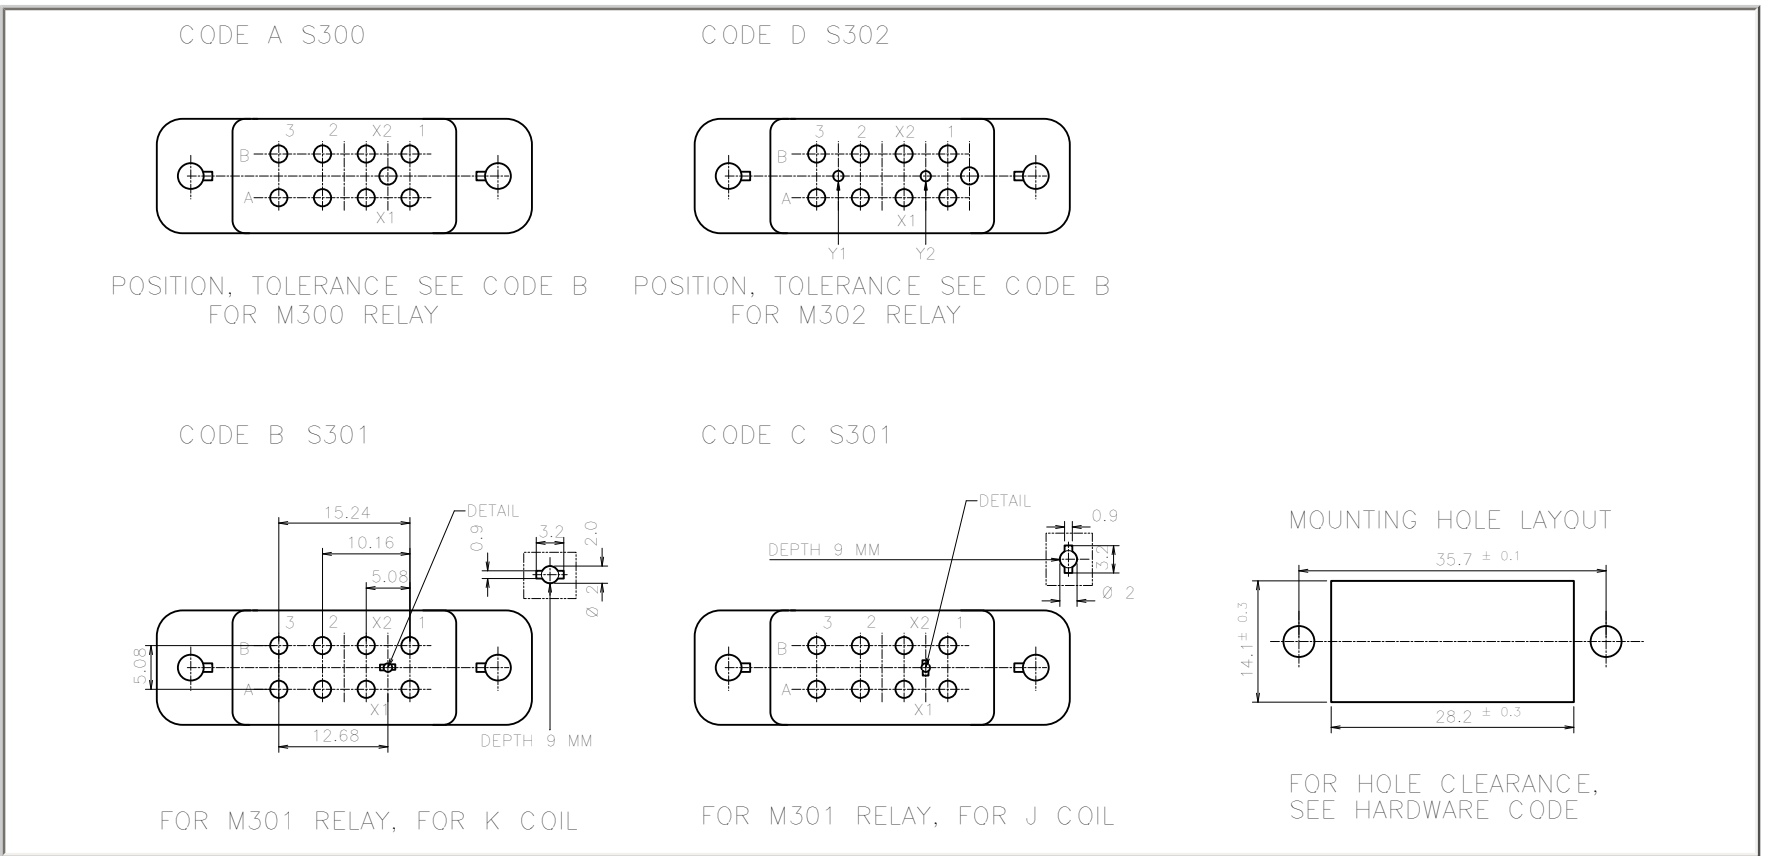 CODE A S300
3 2 X2 1
B
A
X1
POSITION, TOLERANCE SEE CODE B
FOR M300 RELAY
CODE D S302
3 2 X2 1
B
A
X1
Y1 Y2
POSITION, TOLERANCE SEE CODE B
FOR M302 RELAY
CODE B S301
DETAIL
15.24
10.16
5.08
0.9
3.2
2.0
Ø 2
3 2 X2 1
B
5.08
A
X1
12.68
DEPTH 9 MM
FOR M301 RELAY, FOR K COIL
CODE C S301
DETAIL
0.9
DEPTH 9 MM
3.2
Ø 2
3 2 X2 1
B
A
X1
FOR M301 RELAY, FOR J COIL
MOUNTING HOLE LAYOUT
35.7 ± 0.1
14.1 ± 0.3
28.2 ± 0.3
FOR HOLE CLEARANCE,
SEE HARDWARE CODE